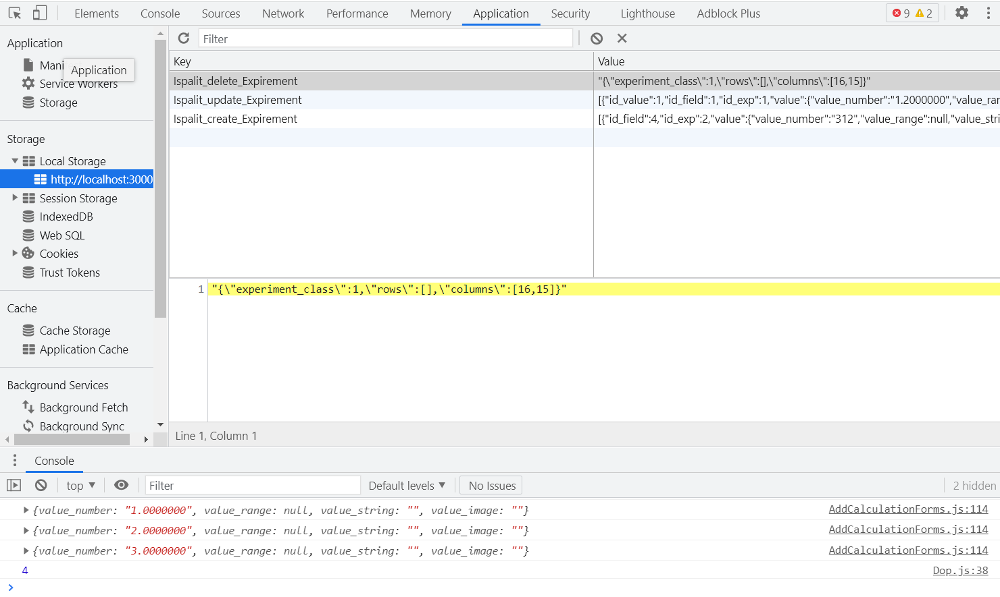 Elements Console Sources Network Performance Memory Application Security Lighthouse Adblock Plus 9 2
Application
Mani
Application
Service Workers
Storage
Storage
Local Storage
http://localhost:3000
Session Storage
IndexedDB
Web SQL
Cookies
Trust Tokens
Cache
Cache Storage
Application Cache
Background Services
Background Fetch
Background Sync
Filter
Key Value
Ispalit_delete_Expirement "{\"experiment_class\":1,\"rows\":[],\"columns\":[16,15]}"
Ispalit_update_Expirement [{"id_value":1,"id_field":1,"id_exp":1,"value":{"value_number":"1.2000000","value_ran
Ispalit_create_Expirement [{"id_field":4,"id_exp":2,"value":{"value_number":"312","value_range":null,"value_stri
1 "{\"experiment_class\":1,\"rows\":[],\"columns\":[16,15]}"
Line 1, Column 1
Console
top Filter Default levels No Issues 2 hidden
{value_number: "1.0000000", value_range: null, value_string: "", value_image: ""} AddCalculationForms.js:114
{value_number: "2.0000000", value_range: null, value_string: "", value_image: ""} AddCalculationForms.js:114
{value_number: "3.0000000", value_range: null, value_string: "", value_image: ""} AddCalculationForms.js:114
4 Dop.js:38